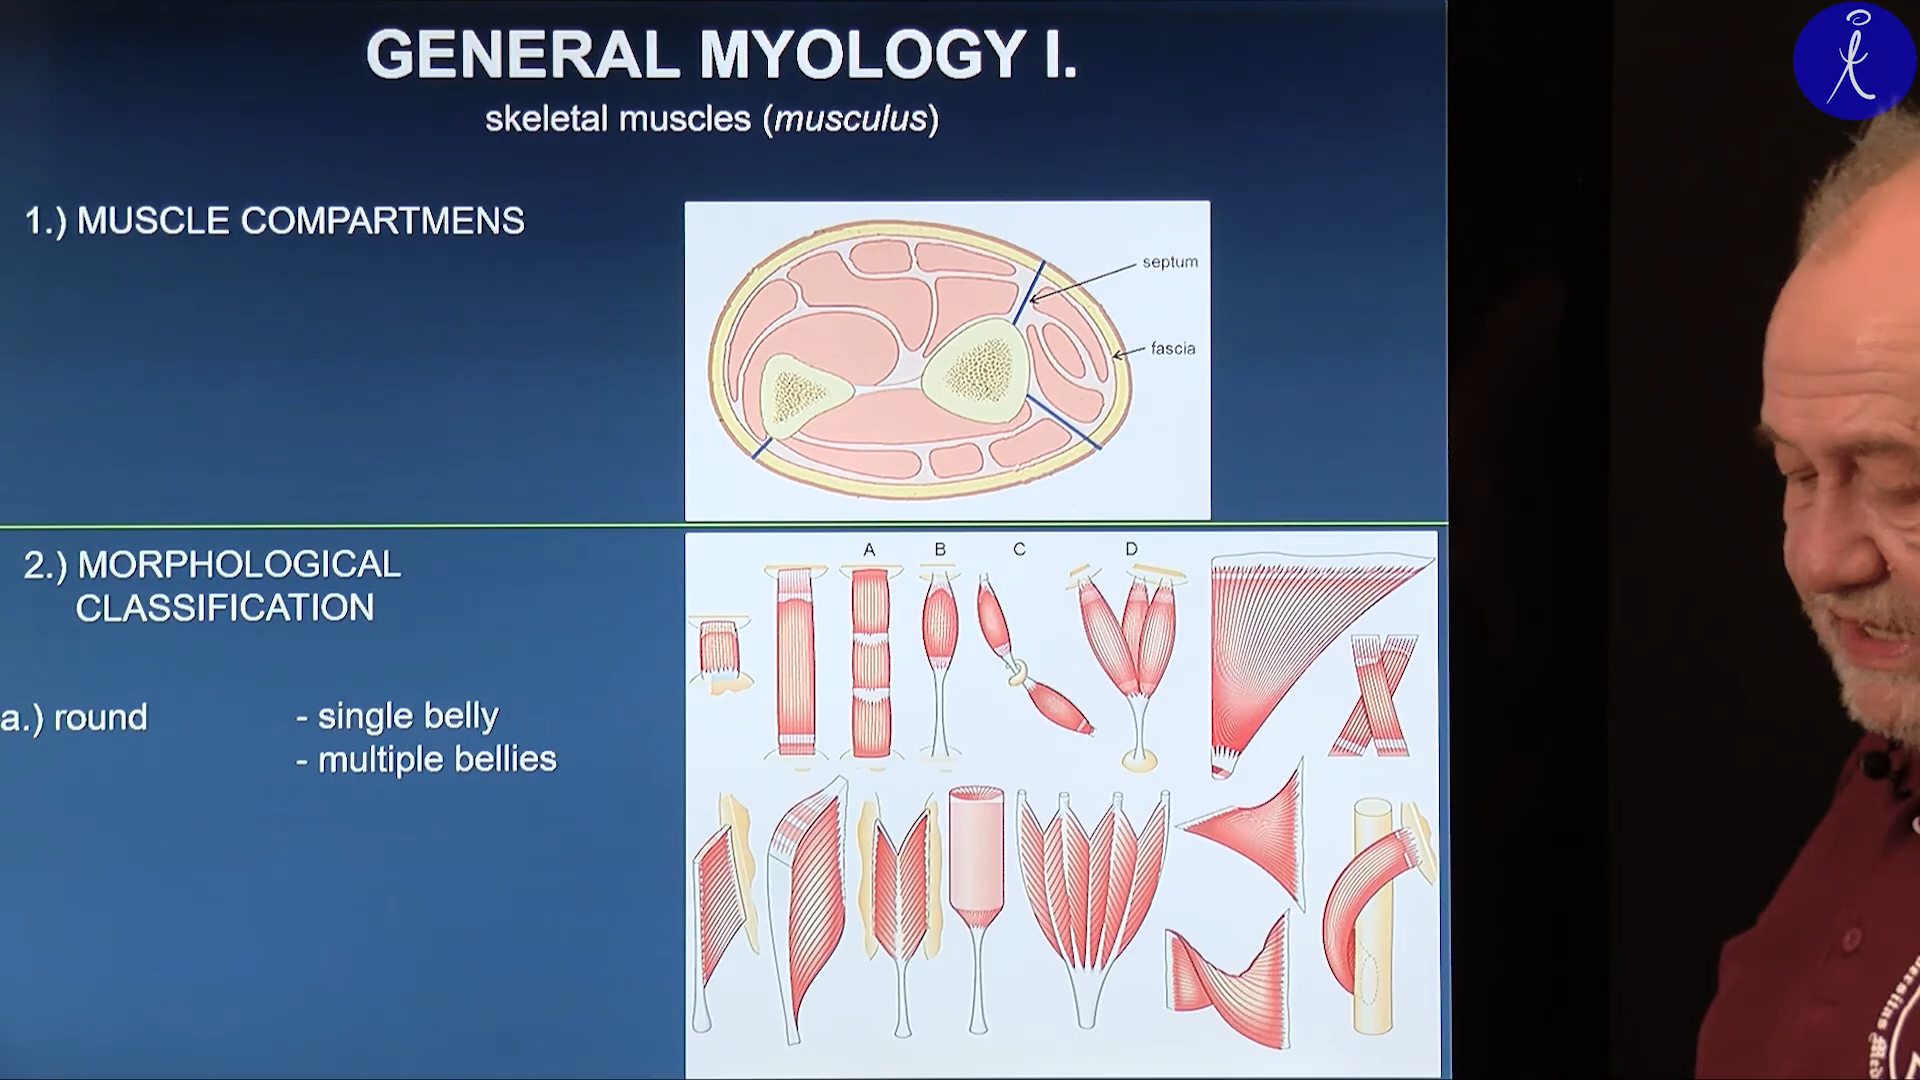 GENERAL MYOLOGY I.
skeletal muscles (musculus)
1.) MUSCLE COMPARTMENS
septum
fascia
2.) MORPHOLOGICAL
CLASSIFICATION
A B C D
a.) round - single belly
- multiple bellies